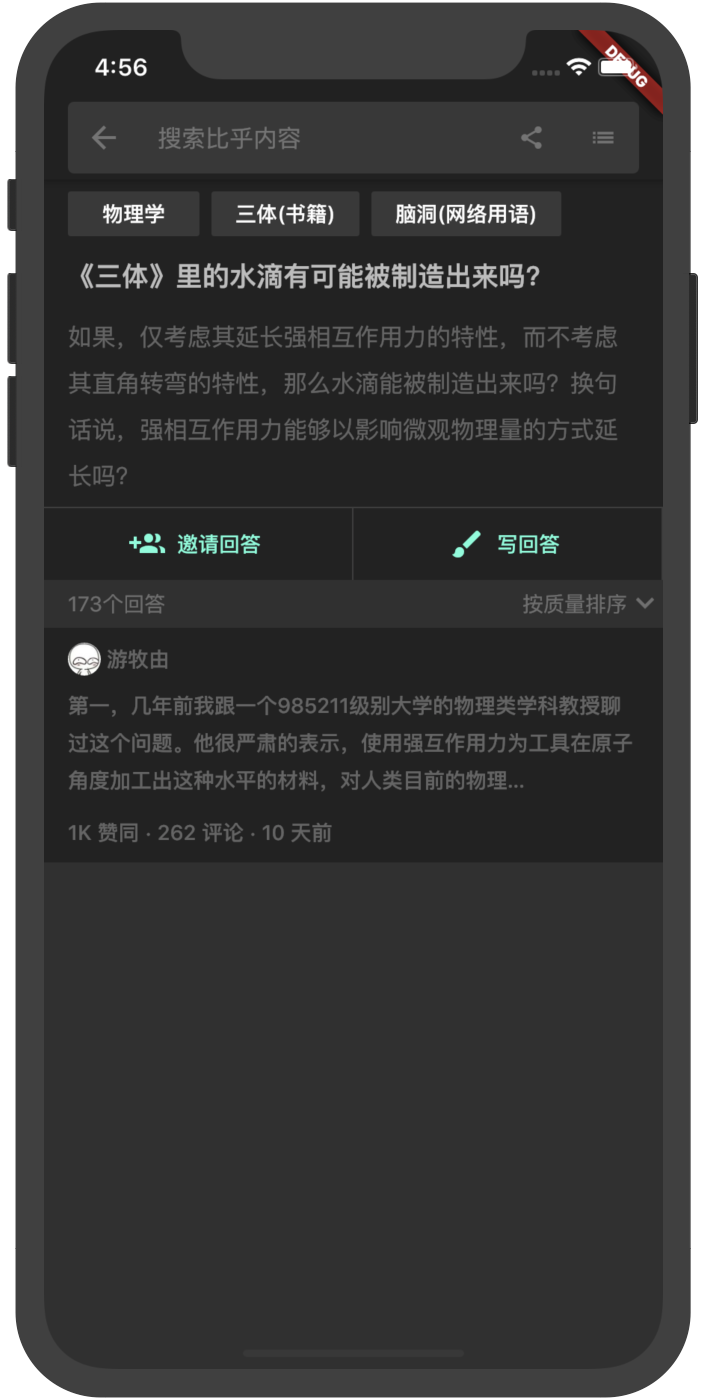 4:56
DEBUG
搜索比乎内容
物理学 三体(书籍) 脑洞(网络用语)
《三体》里的水滴有可能被制造出来吗?
如果，仅考虑其延长强相互作用力的特性，而不考虑
其直角转弯的特性，那么水滴能被制造出来吗？换句
话说，强相互作用力能够以影响微观物理量的方式延
长吗?
邀请回答 写回答
173个回答 按质量排序
游牧由
第一，几年前我跟一个985211级别大学的物理类学科教授聊
过这个问题。他很严肃的表示，使用强互作用力为工具在原子
角度加工出这种水平的材料，对人类目前的物理...
1K 赞同 · 262 评论 · 10 天前